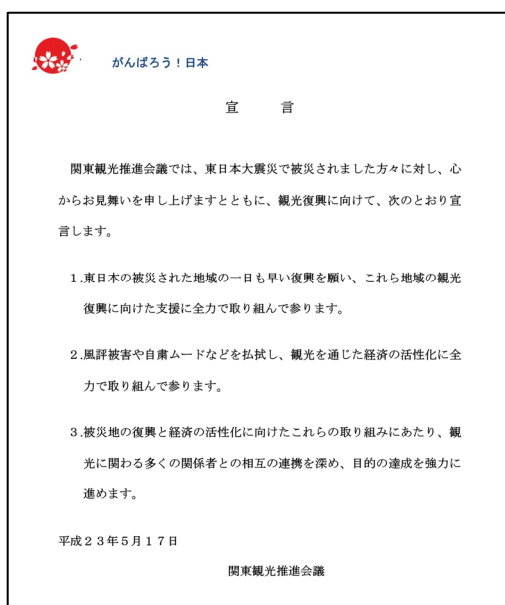 がんばろう！日本
宣　　言
関東観光推進会議では、東日本大震災で被災されました方々に対し、心
からお見舞いを申し上げますとともに、観光復興に向けて、次のとおり宣
言します。
１.東日本の被災された地域の一日も早い復興を願い、これら地域の観光
復興に向けた支援に全力で取り組んで参ります。
２.風評被害や自粛ムードなどを払拭し、観光を通じた経済の活性化に全
力で取り組んで参ります。
３.被災地の復興と経済の活性化に向けたこれらの取り組みにあたり、観
光に関わる多くの関係者との相互の連携を深め、目的の達成を強力に
進めます。
平成２３年５月１７日
関東観光推進会議